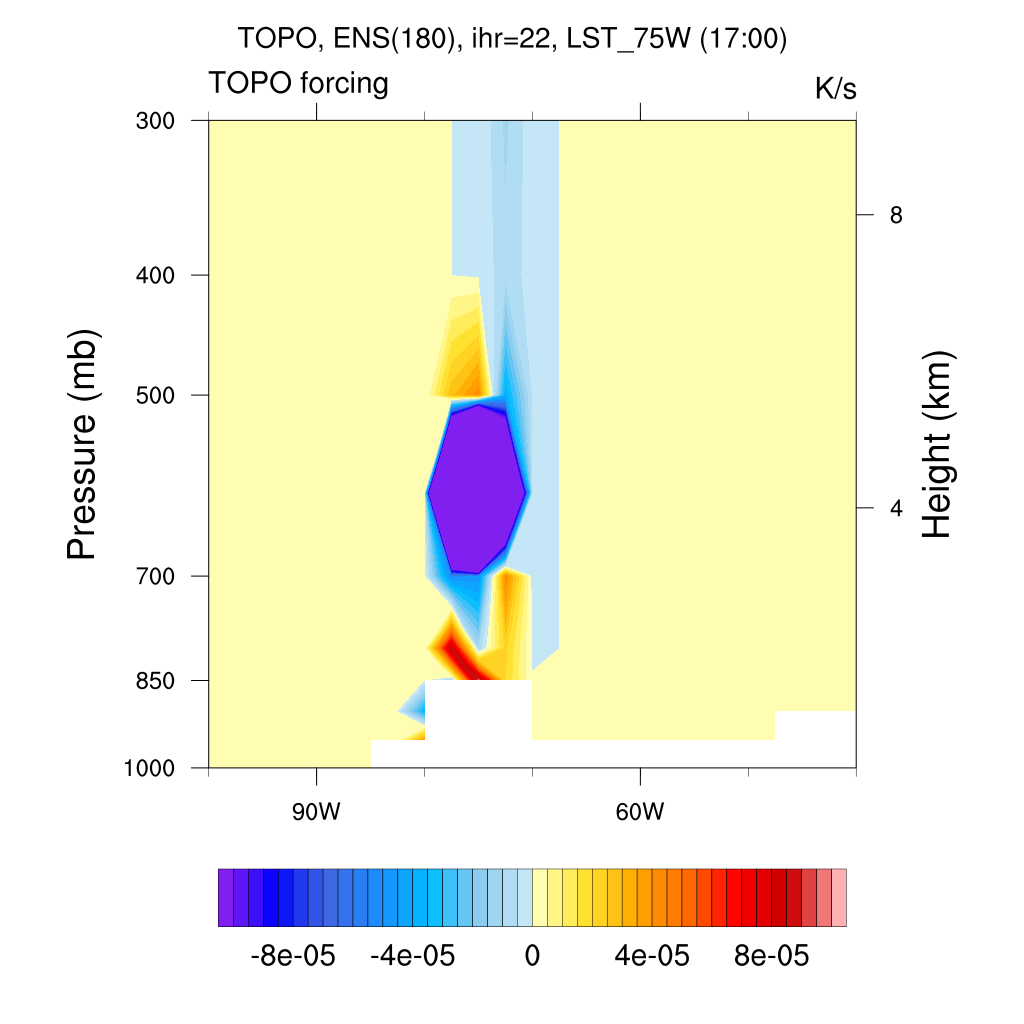 TOPO, ENS(180), ihr=22, LST_75W (17:00)
TOPO forcing
K/s
300
400
500
700
850
1000
Pressure (mb)
8
4
Height (km)
90W
60W
-8e-05
-4e-05
0
4e-05
8e-05